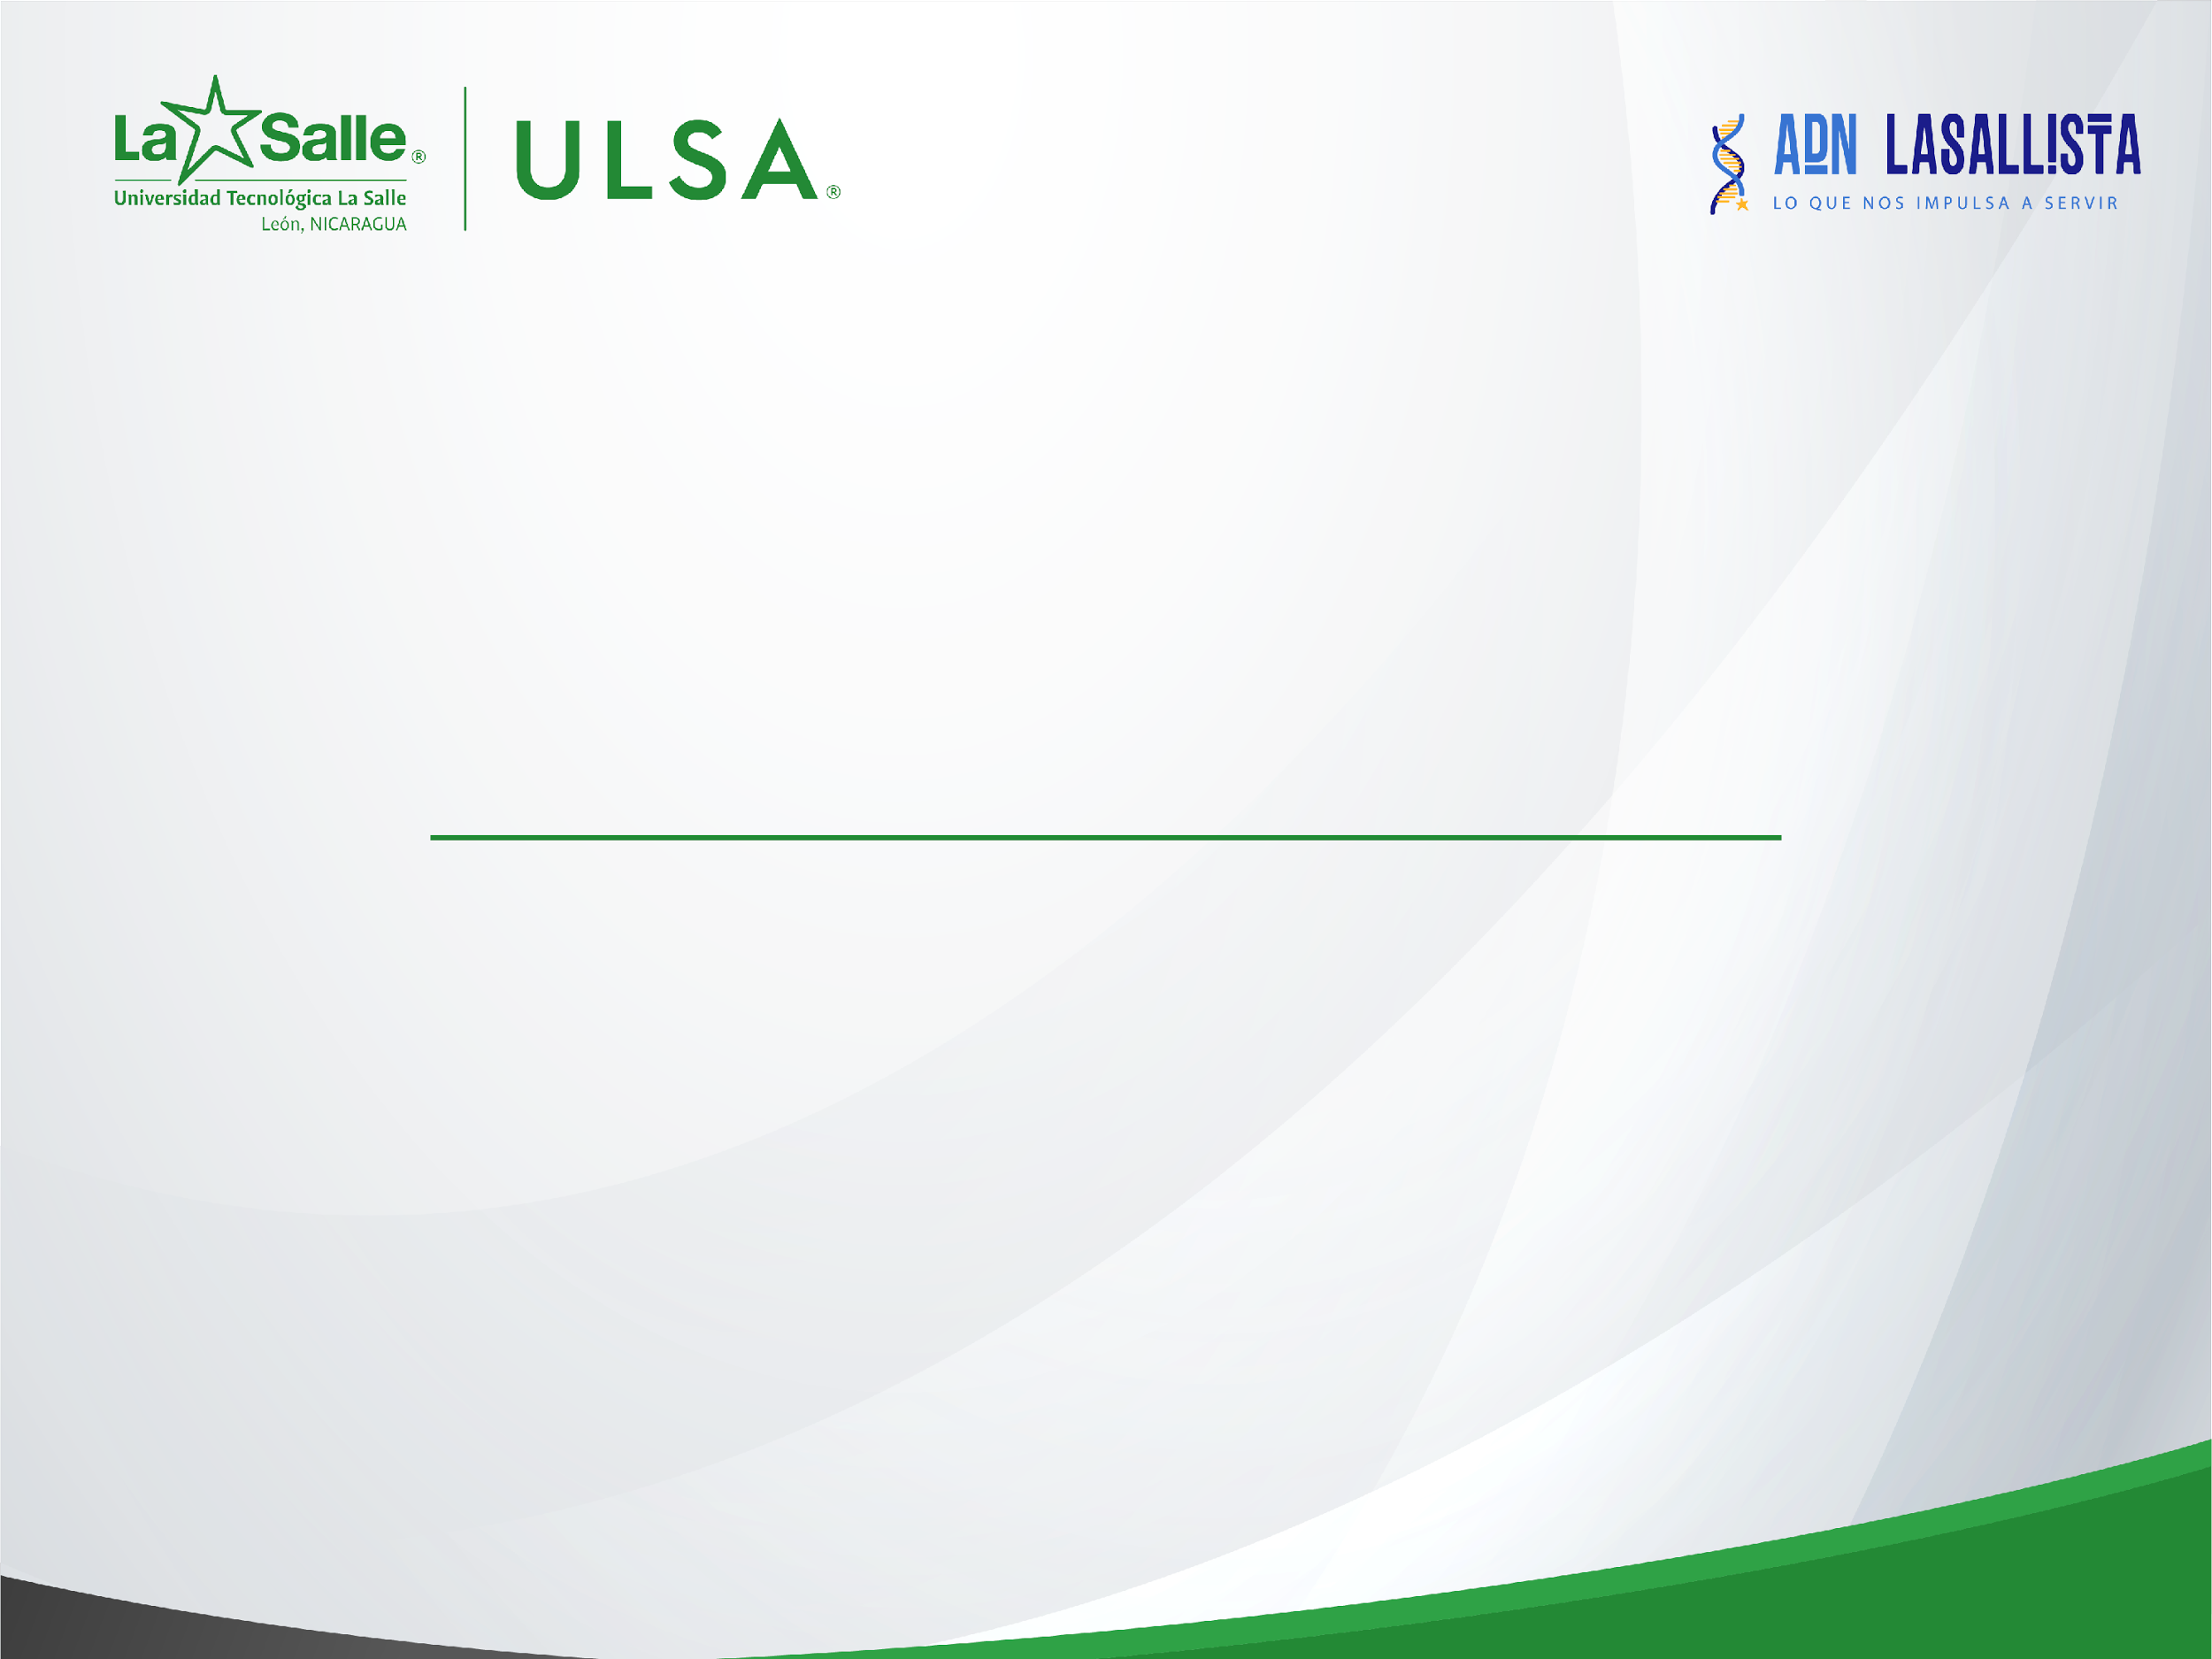 La Salle ®
Universidad Tecnológica La Salle
León, NICARAGUA
ULSA ®
ADN LASALLISTA
LO QUE NOS IMPULSA A SERVIR